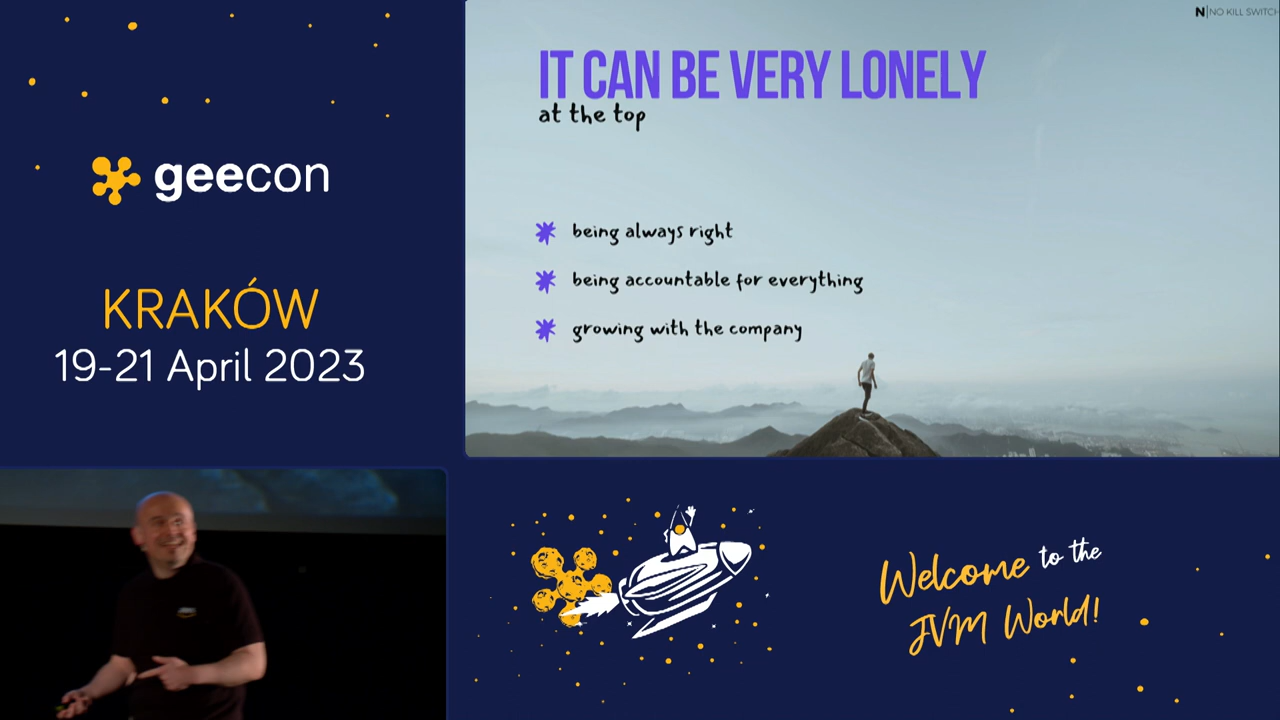 geecon
KRAKÓW
19-21 April 2023
N|NO KILL SWITCH
IT CAN BE VERY LONELY
at the top
being always right
being accountable for everything
growing with the company
Welcome to the
JVM World!